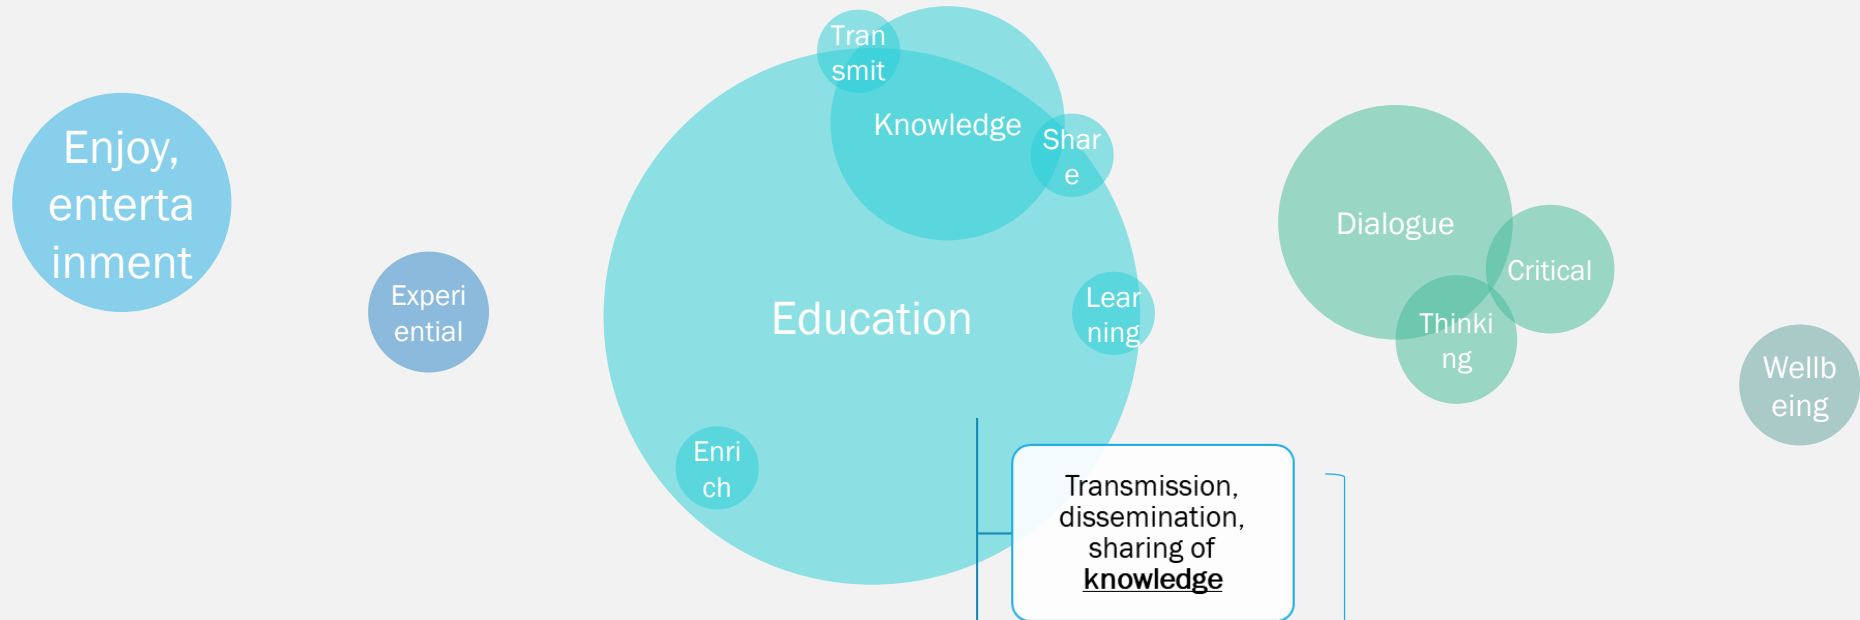 Enjoy,
enterta
inment
Experi
ential
Tran
smit
Knowledge
Shar
e
Education
Lear
ning
Enri
ch
Transmission,
dissemination,
sharing of
knowledge
Dialogue
Critical
Thinki
ng
Wellb
eing